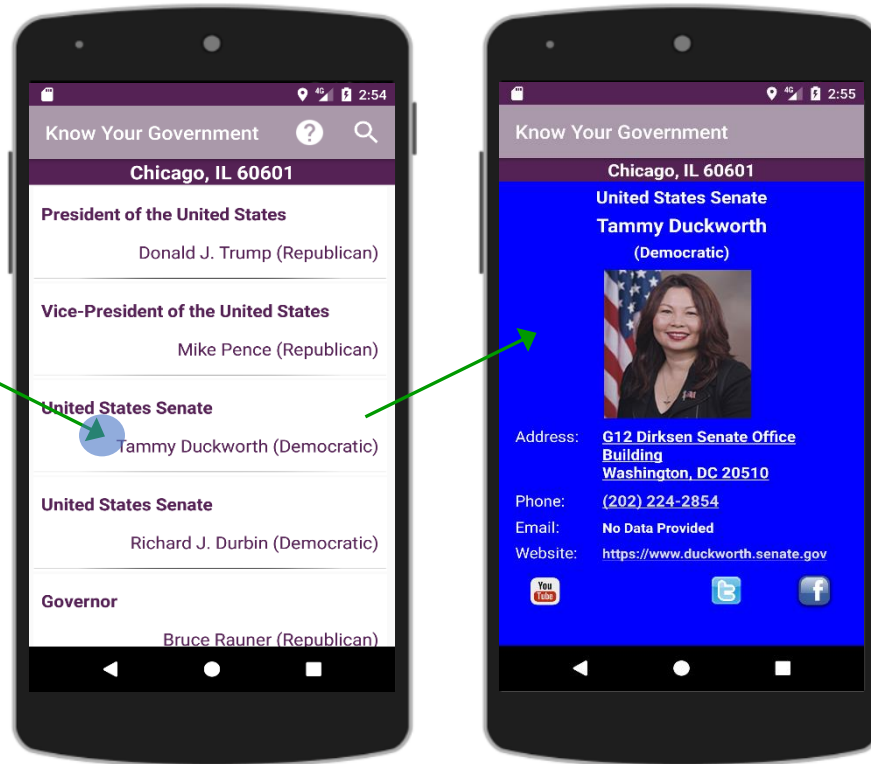 4G 2:54
Know Your Government ?
Chicago, IL 60601
President of the United States
Donald J. Trump (Republican)
Vice-President of the United States
Mike Pence (Republican)
United States Senate
Tammy Duckworth (Democratic)
United States Senate
Richard J. Durbin (Democratic)
Governor
Bruce Rauner (Republican)
4G 2:55
Know Your Government
Chicago, IL 60601
United States Senate
Tammy Duckworth
(Democratic)
Address: G12 Dirksen Senate Office
Building
Washington, DC 20510
Phone: (202) 224-2854
Email: No Data Provided
Website: https://www.duckworth.senate.gov
You
Tube
f